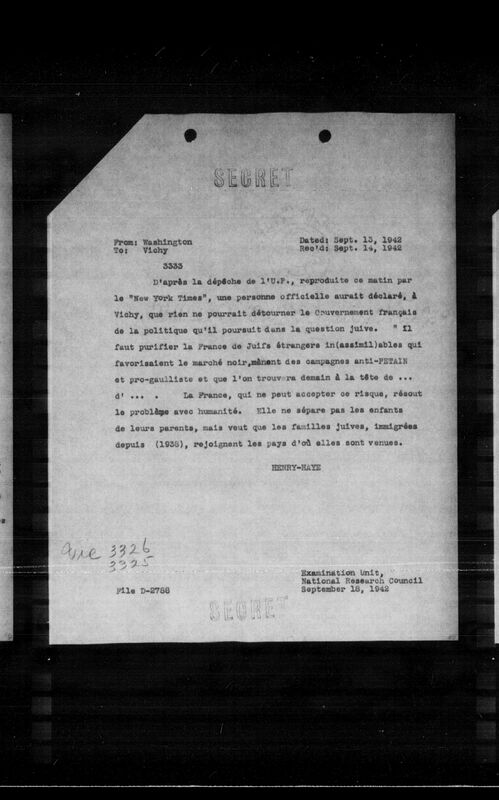 SECRET
From: Washington
To: Vichy
Dated: Sept. 13, 1942
Rec'd: Sept. 14, 1942
3333
D'après la dépêche de l'U.P., reproduite ce matin par
le "New York Times", une personne officielle aurait déclaré, à
Vichy, que rien ne pourrait détourner le Gouvernement français
de la politique qu'il poursuit dans la question juive. " Il
faut purifier la France de Juifs étrangers in(assimil)ables qui
favorisaient le marché noir, mènent des campagnes anti-PETAIN
et pro-gaulliste et que l'on trouvera demain à la tête de ...
d' ... . La France, qui ne peut accepter ce risque, résout
le problème avec humanité. Elle ne sépare pas les enfants
de leurs parents, mais veut que les familles juives, immigrées
depuis (1938), rejoignent les pays d'où elles sont venues.
HENRY-HAYE
3326
3325
Examination Unit,
National Research Council
September 18, 1942
File D-2788
SECRET